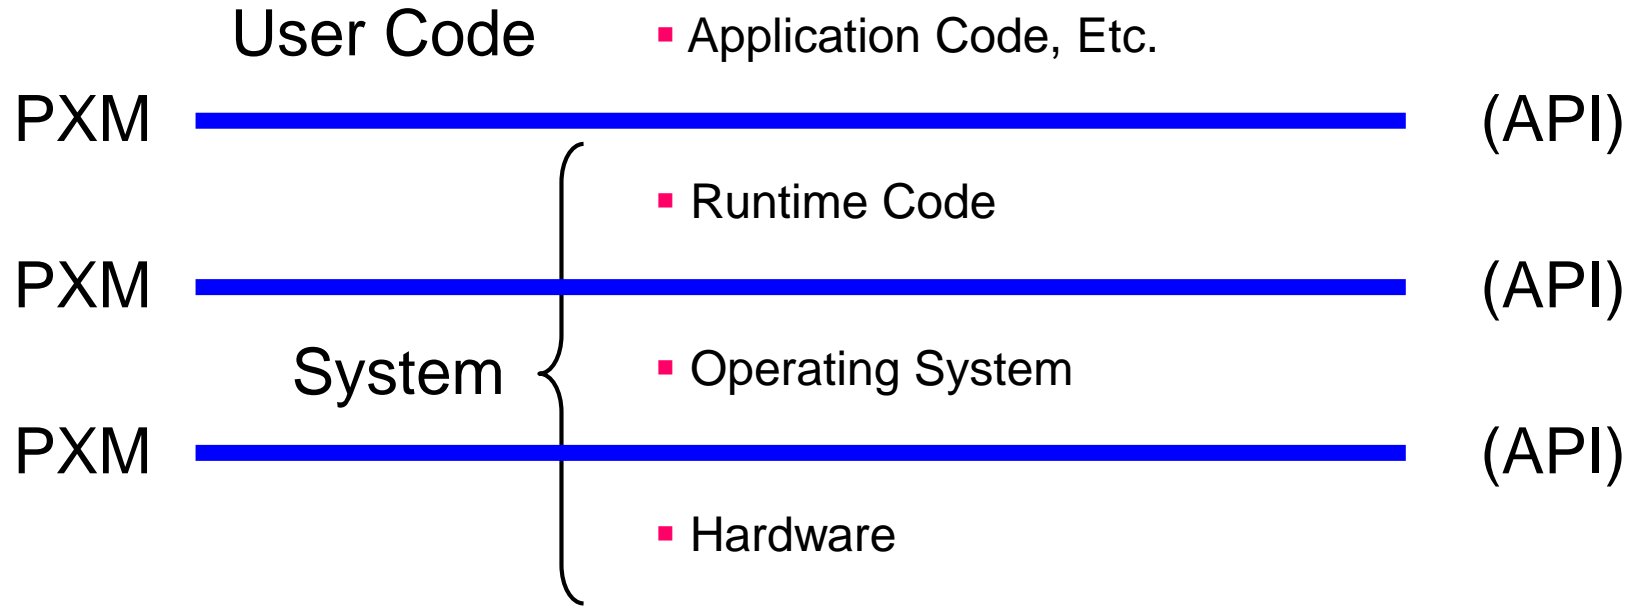 User Code ▪ Application Code, Etc.
PXM (API)
▪ Runtime Code
PXM (API)
System ▪ Operating System
PXM (API)
▪ Hardware